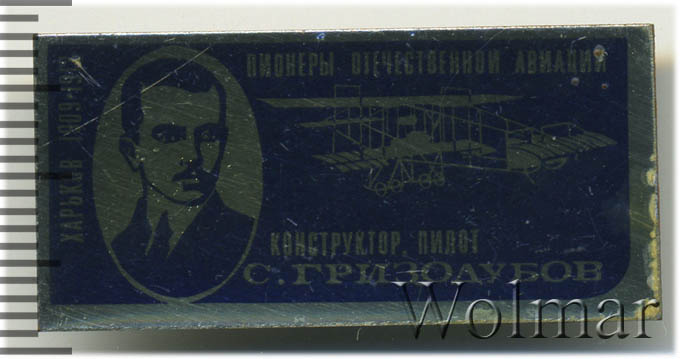 ПИОНЕРЫ ОТЕЧЕСТВЕННОЙ АВИАЦИИ
ХАРЬКОВ
КОНСТРУКТОР, ПИЛОТ
С. ГРИЗОДУБОВ
Wolmar